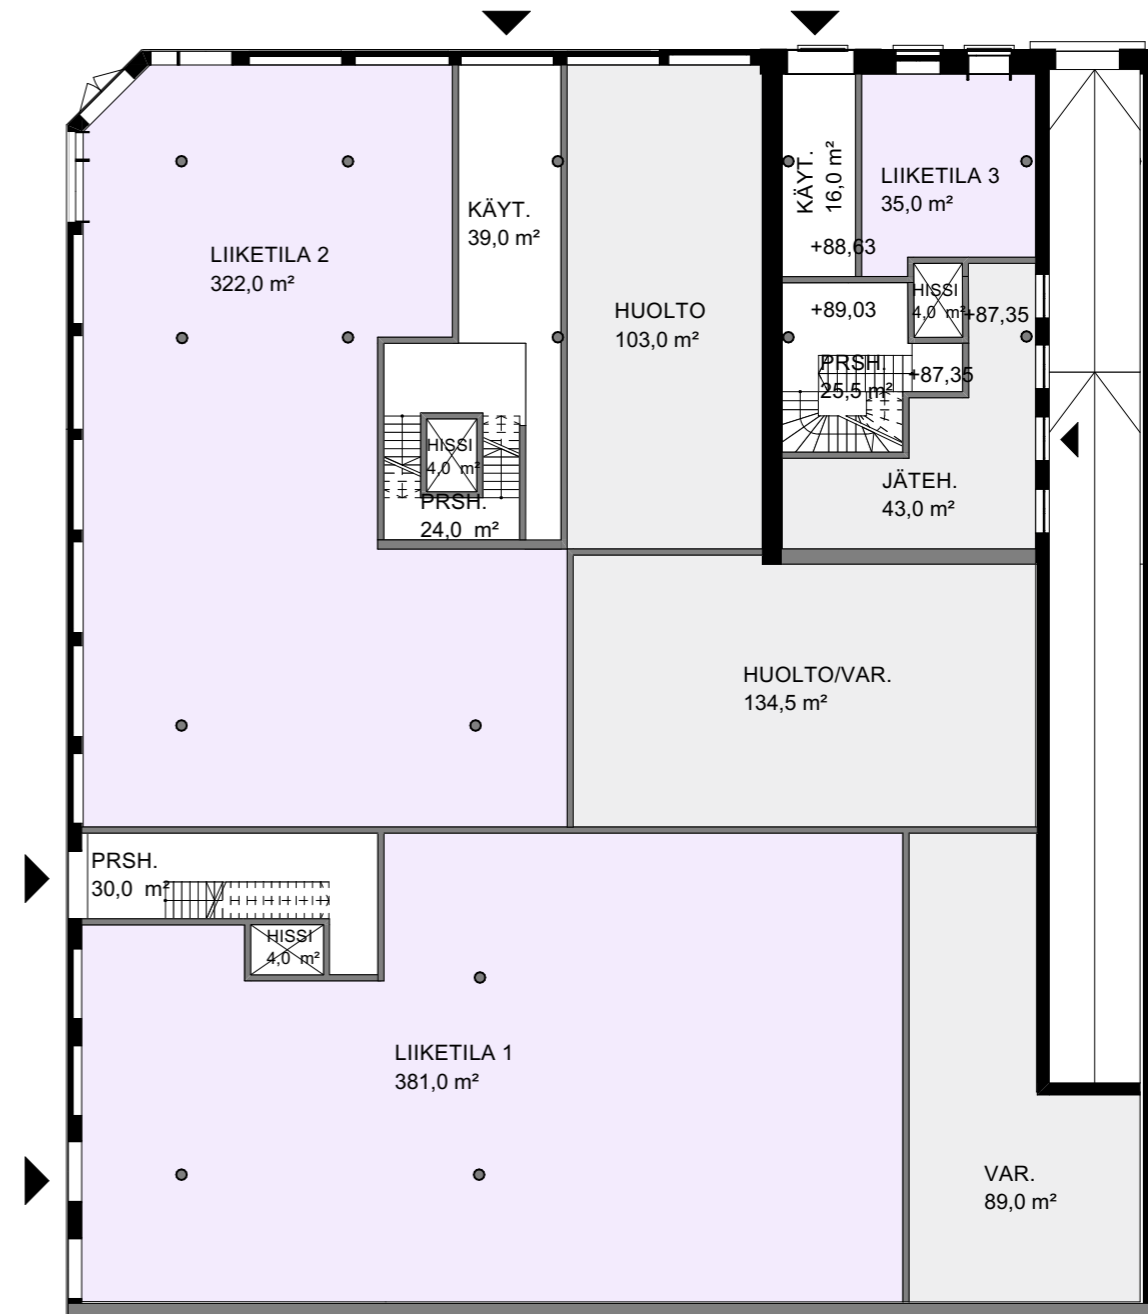 KÄYT.
16,0 m²
LIIKETILA 3
35,0 m²
KÄYT.
39,0 m²
LIIKETILA 2
322,0 m²
+88,63
HISSI
4,0 m²
+89,03
+87,35
HUOLTO
103,0 m²
PRSH.
25,5 m²
+87,35
HISSI
4,0 m²
PRSH.
24,0 m²
JÄTEH.
43,0 m²
HUOLTO/VAR.
134,5 m²
PRSH.
30,0 m²
HISSI
4,0 m²
LIIKETILA 1
381,0 m²
VAR.
89,0 m²